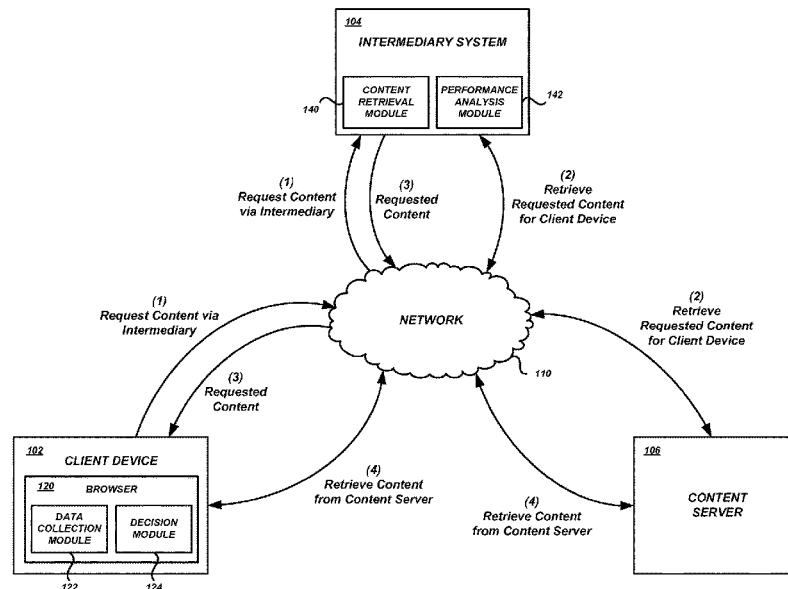 104
INTERMEDIARY SYSTEM
CONTENT
RETRIEVAL
MODULE
PERFORMANCE
ANALYSIS
MODULE
140
142
(1)
Request Content
via Intermediary
(3)
Requested
Content
(2)
Retrieve
Requested Content
for Client Device
(1)
Request Content via
Intermediary
NETWORK
(2)
Retrieve
Requested Content
for Client Device
(3)
Requested
Content
110
102
CLIENT DEVICE
120
BROWSER
DATA
COLLECTION
MODULE
DECISION
MODULE
122
124
(4)
Retrieve Content
from Content Server
(4)
Retrieve Content
from Content Server
106
CONTENT
SERVER